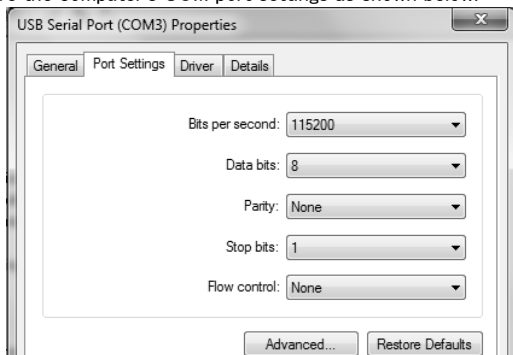 USB Serial Port (COM3) Properties
General Port Settings Driver Details
Bits per second: 115200
Data bits: 8
Parity: None
Stop bits: 1
Flow control: None
Advanced... Restore Defaults